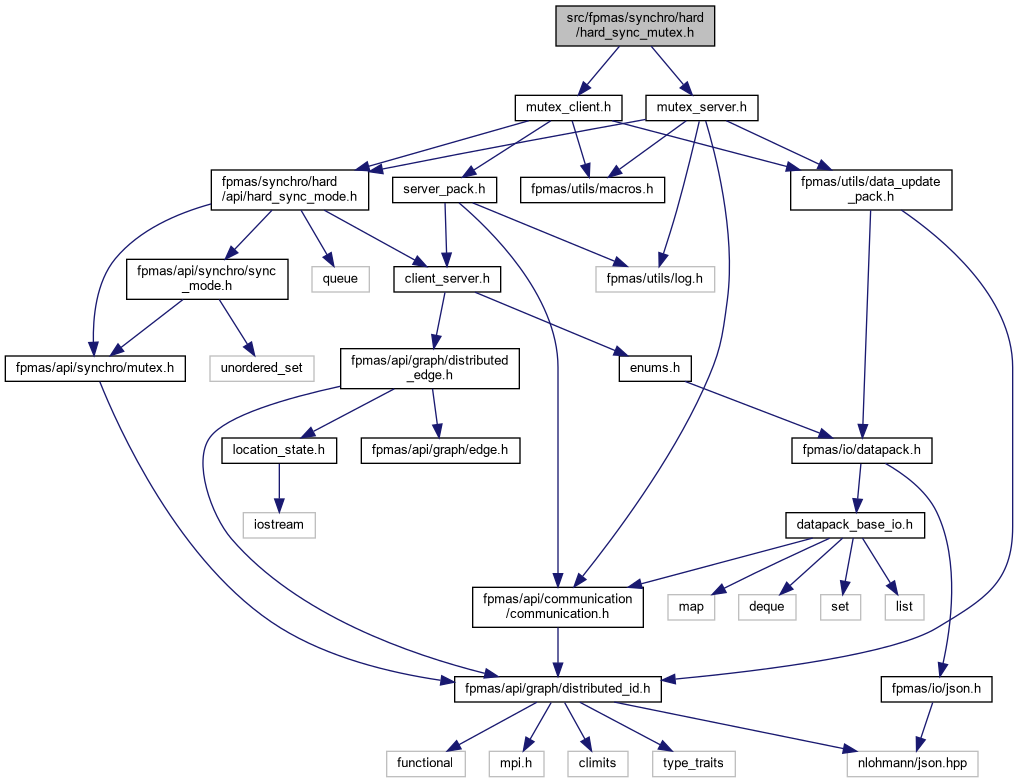 src/fpmas/synchro/hard
/hard_sync_mutex.h
mutex_client.h
mutex_server.h
fpmas/synchro/hard
/api/hard_sync_mode.h
server_pack.h
fpmas/utils/macros.h
fpmas/utils/data_update
_pack.h
fpmas/api/synchro/sync
_mode.h
queue
client_server.h
fpmas/utils/log.h
fpmas/api/synchro/mutex.h
unordered_set
fpmas/api/graph/distributed
_edge.h
enums.h
location_state.h
fpmas/api/graph/edge.h
fpmas/io/datapack.h
iostream
datapack_base_io.h
fpmas/api/communication
/communication.h
map
deque
set
list
fpmas/api/graph/distributed_id.h
fpmas/io/json.h
functional
mpi.h
climits
type_traits
nlohmann/json.hpp